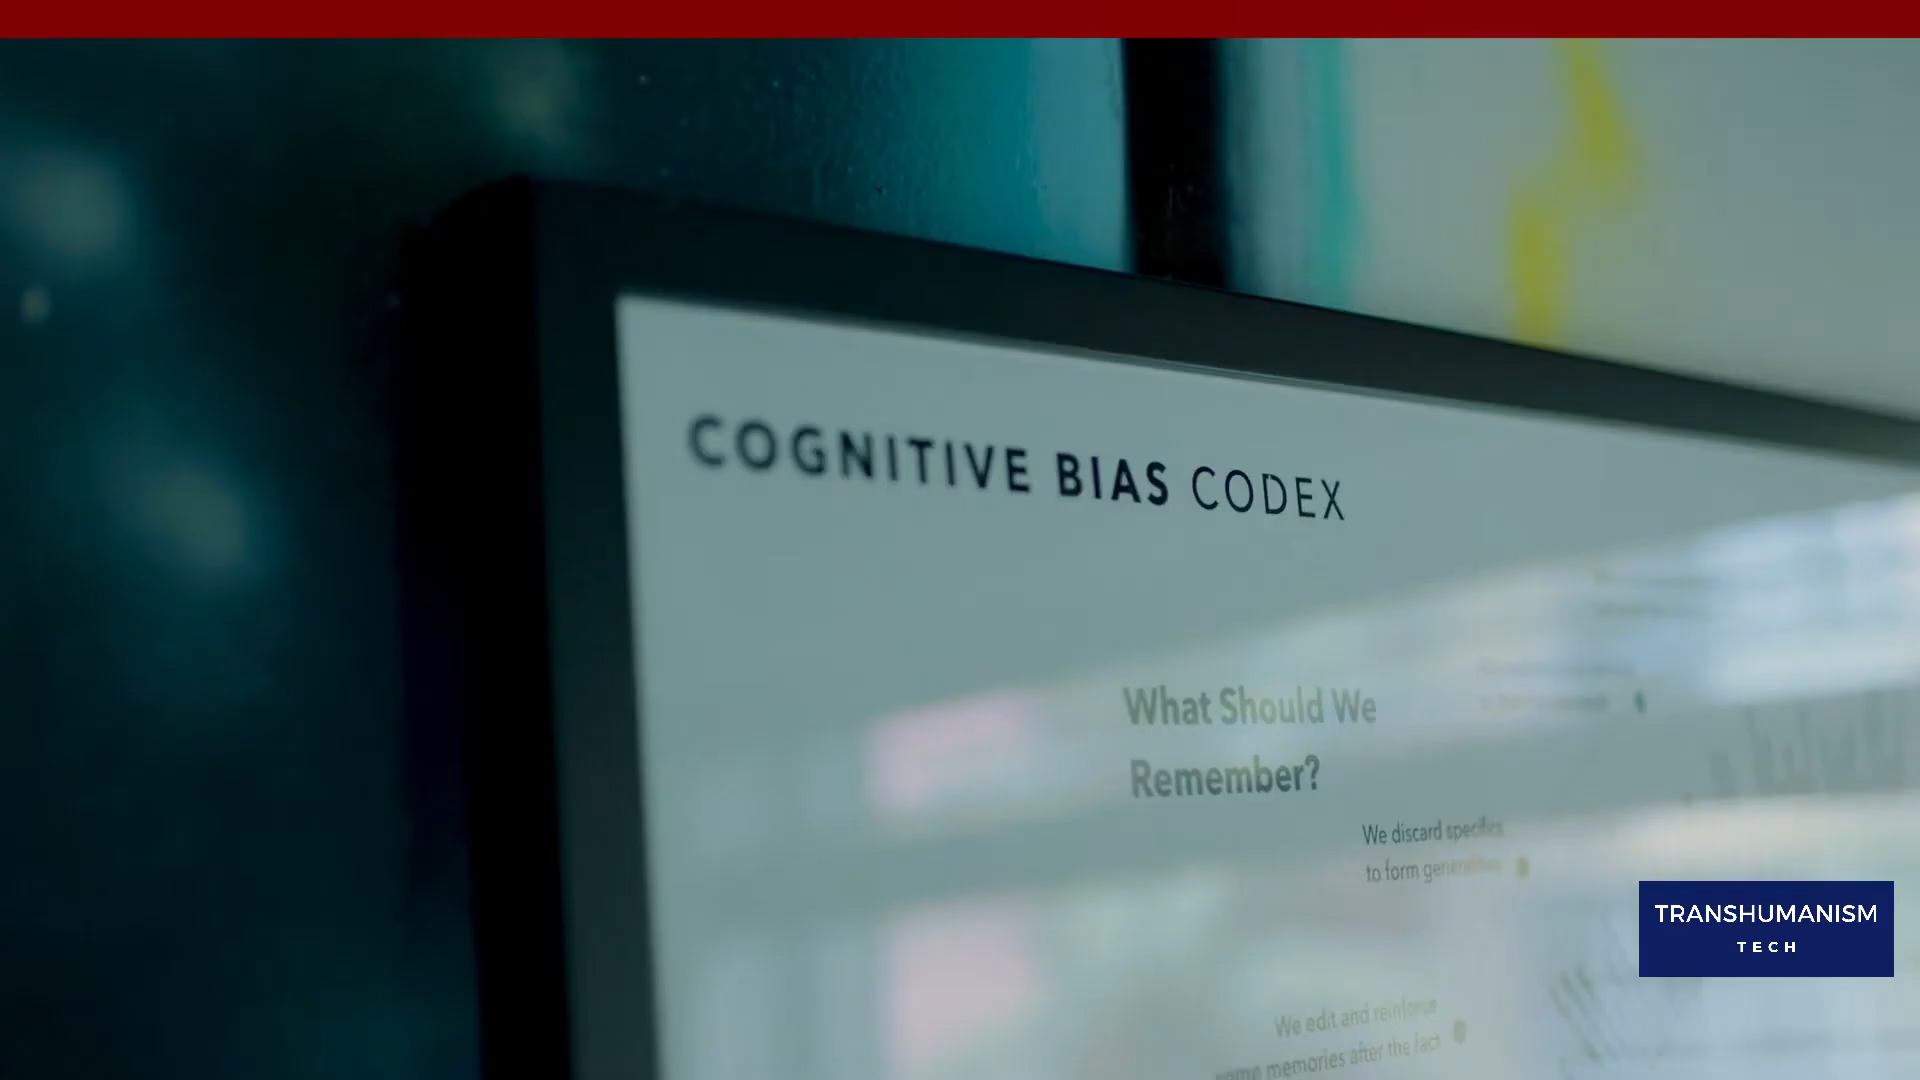 COGNITIVE BIAS CODEX
What Should We
Remember?
We discard specifics
to form generalities
We edit and reinforce
some memories after the fact
TRANSHUMANISM
TECH